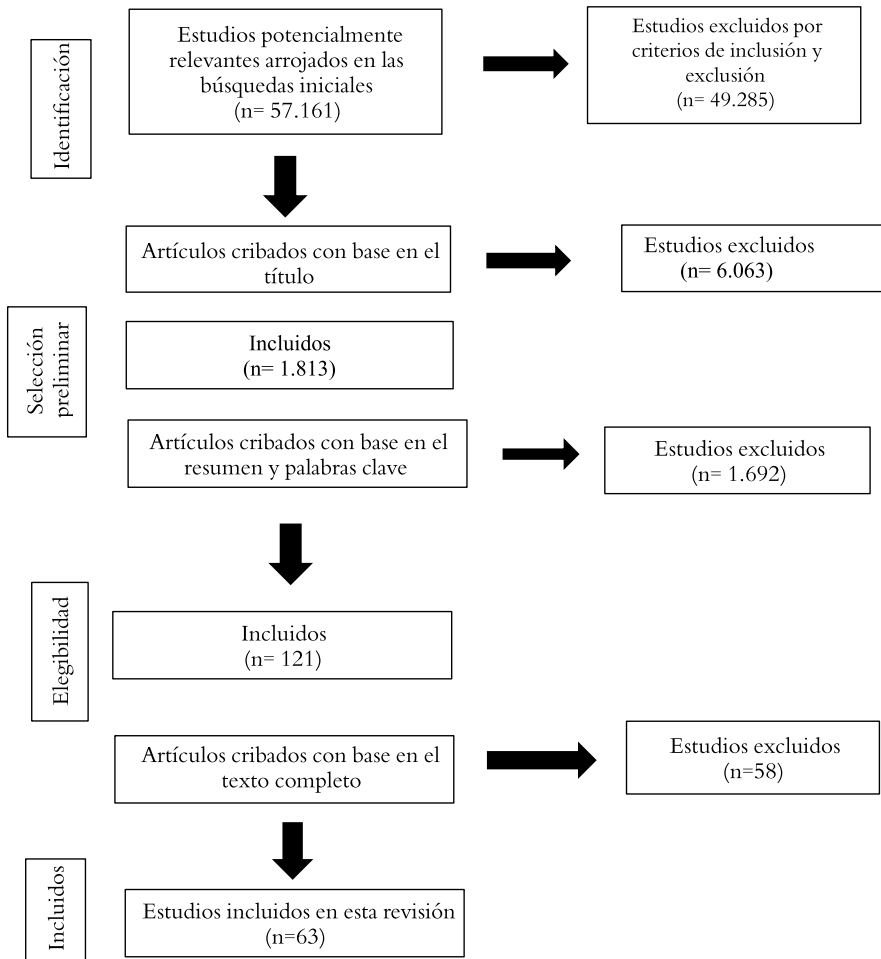 Identificación
Estudios potencialmente
relevantes arrojados en las
búsquedas iniciales
(n= 57.161)
Estudios excluidos por
criterios de inclusión y
exclusión
(n= 49.285)
Selección
preliminar
Artículos cribados con base en el
título
Estudios excluidos
(n= 6.063)
Incluidos
(n= 1.813)
Artículos cribados con base en el
resumen y palabras clave
Estudios excluidos
(n= 1.692)
Elegibilidad
Incluidos
(n= 121)
Artículos cribados con base en el
texto completo
Estudios excluidos
(n=58)
Incluidos
Estudios incluidos en esta revisión
(n=63)